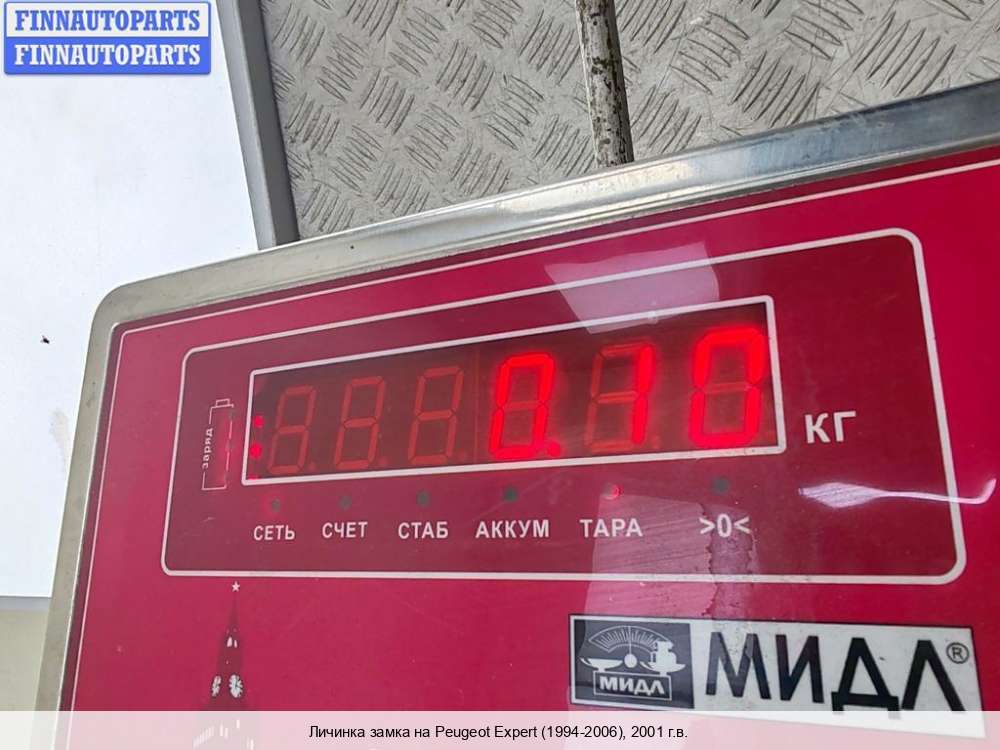 FINNAUTOPARTS
FINNAUTOPARTS
0.10
КГ
заряд
СЕТЬ СЧЕТ СТАБ АККУМ ТАРА >0<
МИДЛ МИДЛ®
Личинка замка на Peugeot Expert (1994-2006), 2001 г.в.